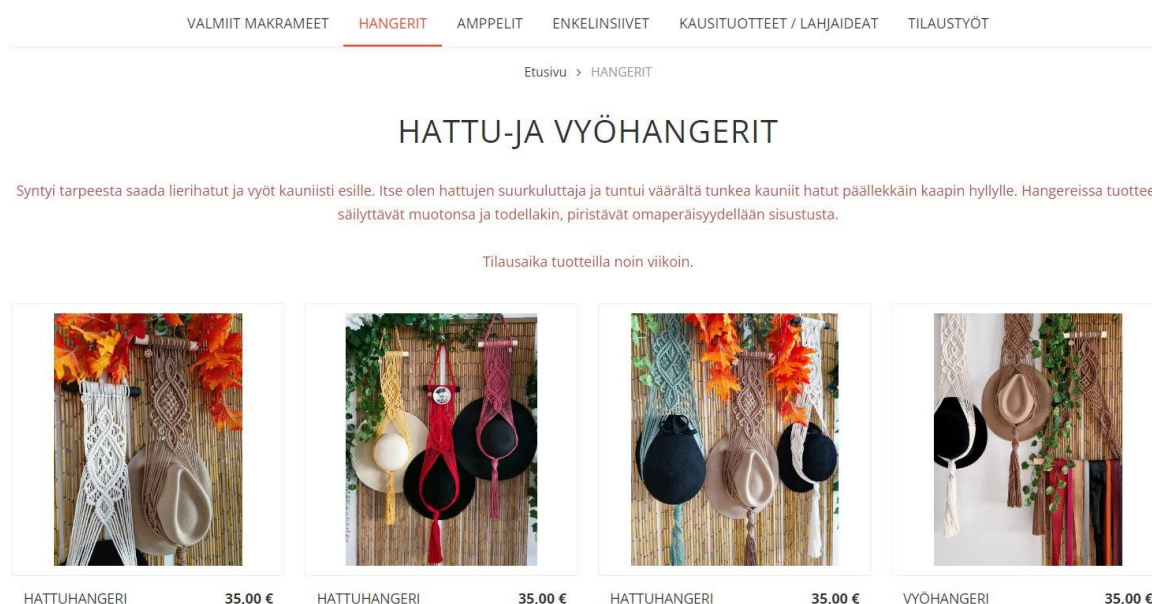 VALMIIT MAKRAMEET HANGERIT AMPPELIT ENKELINSIIVET KAUSITUOTTEET / LAHJAIDEAT TILAUSTYÖT
Etusivu > HANGERIT
HATTU-JA VYÖHANGERIT
Syntyi tarpeesta saada lierihatut ja vyöt kauniisti esille. Itse olen hattujen suurkuluttaja ja tuntui väärältä tunkea kauniit hatut päällekkäin kaapin hyllylle. Hangereissa tuottee
säilyttävät muotonsa ja todellakin, piristävät omaperäisyydellään sisustusta.
Tilausaika tuotteilla noin viikoin.
HATTUHANGERI 35.00 € HATTUHANGERI 35.00 € HATTUHANGERI 35.00 € VYÖHANGERI 35.00 €